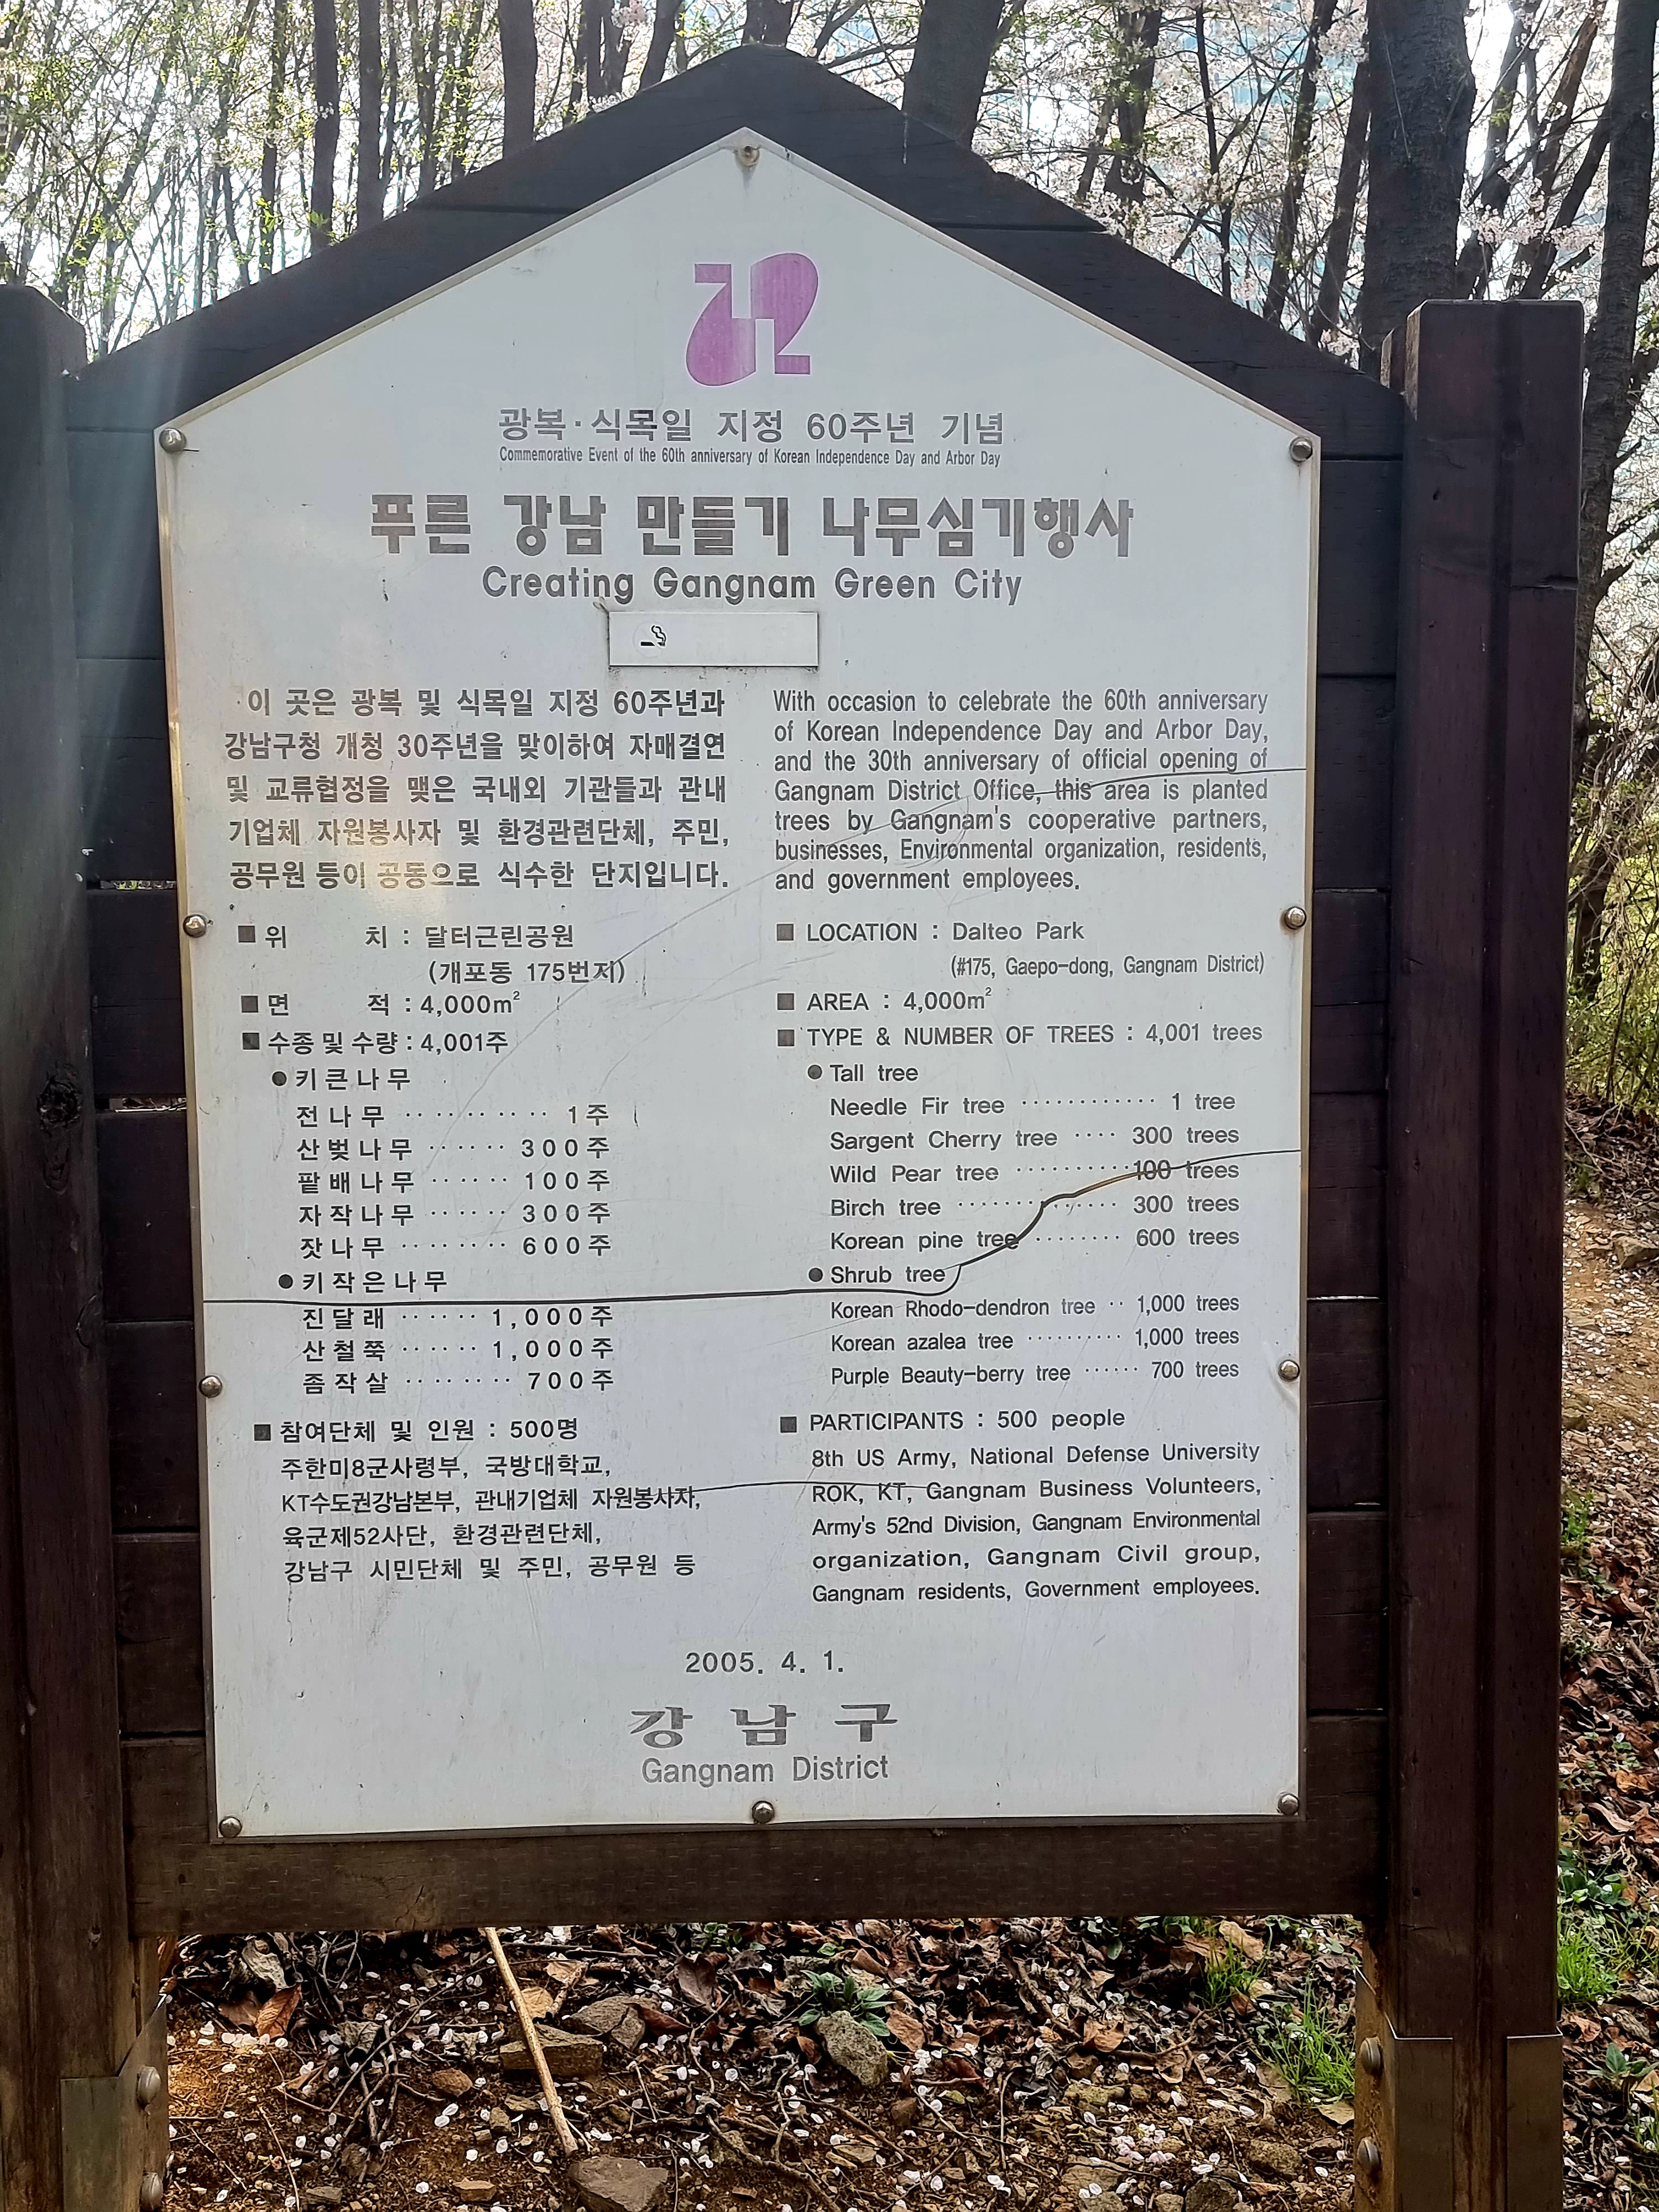 광복·식목일 지정 60주년 기념
Commemorative Event of the 60th anniversary of Korean Independence Day and Arbor Day
푸른 강남 만들기 나무심기행사
Creating Gangnam Green City
이 곳은 광복 및 식목일 지정 60주년과
강남구청 개청 30주년을 맞이하여 자매결연
및 교류협정을 맺은 국내외 기관들과 관내
기업체 자원봉사자 및 환경관련단체, 주민,
공무원 등이 공동으로 식수한 단지입니다.
■ 위 치 : 달터근린공원
(개포동 175번지)
■ 면 적 : 4,000m²
■ 수종 및 수량 : 4,001주
● 키큰나무
전나무 ············ 1주
산벚나무 ······ 300주
팥배나무 ······ 100주
자작나무 ······ 300주
잣나무 ········ 600주
● 키작은나무
진달래 ······ 1,000주
산철쭉 ······ 1,000주
좀작살 ········ 700주
■ 참여단체 및 인원 : 500명
주한미8군사령부, 국방대학교,
KT수도권강남본부, 관내기업체 자원봉사자,
육군제52사단, 환경관련단체,
강남구 시민단체 및 주민, 공무원 등
With occasion to celebrate the 60th anniversary
of Korean Independence Day and Arbor Day,
and the 30th anniversary of official opening of
Gangnam District Office, this area is planted
trees by Gangnam's cooperative partners,
businesses, Environmental organization, residents,
and government employees.
■ LOCATION : Dalteo Park
(#175, Gaepo-dong, Gangnam District)
■ AREA : 4,000m²
■ TYPE & NUMBER OF TREES : 4,001 trees
● Tall tree
Needle Fir tree ············ 1 tree
Sargent Cherry tree ···· 300 trees
Wild Pear tree ·········· 100 trees
Birch tree ·············· 300 trees
Korean pine tree ········ 600 trees
● Shrub tree
Korean Rhodo-dendron tree ·· 1,000 trees
Korean azalea tree ·········· 1,000 trees
Purple Beauty-berry tree ······ 700 trees
■ PARTICIPANTS : 500 people
8th US Army, National Defense University
ROK, KT, Gangnam Business Volunteers,
Army's 52nd Division, Gangnam Environmental
organization, Gangnam Civil group,
Gangnam residents, Government employees.
2005. 4. 1.
강남구
Gangnam District